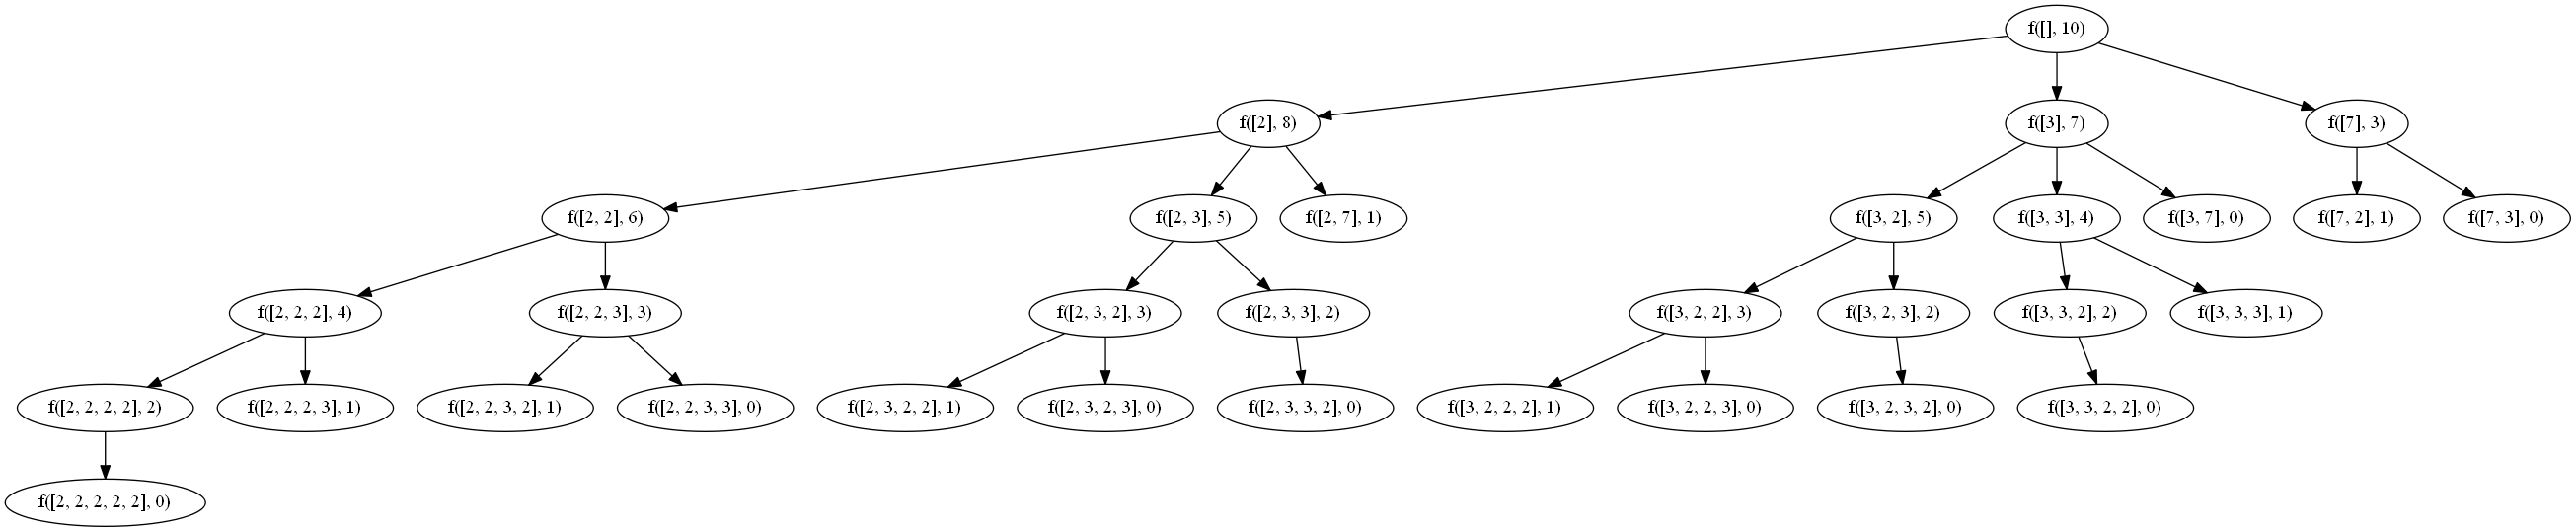 f([], 10)
f([2], 8)
f([3], 7)
f([7], 3)
f([2, 2], 6)
f([2, 3], 5)
f([2, 7], 1)
f([3, 2], 5)
f([3, 3], 4)
f([3, 7], 0)
f([7, 2], 1)
f([7, 3], 0)
f([2, 2, 2], 4)
f([2, 2, 3], 3)
f([2, 3, 2], 3)
f([2, 3, 3], 2)
f([3, 2, 2], 3)
f([3, 2, 3], 2)
f([3, 3, 2], 2)
f([3, 3, 3], 1)
f([2, 2, 2, 2], 2)
f([2, 2, 2, 3], 1)
f([2, 2, 3, 2], 1)
f([2, 2, 3, 3], 0)
f([2, 3, 2, 2], 1)
f([2, 3, 2, 3], 0)
f([2, 3, 3, 2], 0)
f([3, 2, 2, 2], 1)
f([3, 2, 2, 3], 0)
f([3, 2, 3, 2], 0)
f([3, 3, 2, 2], 0)
f([2, 2, 2, 2, 2], 0)